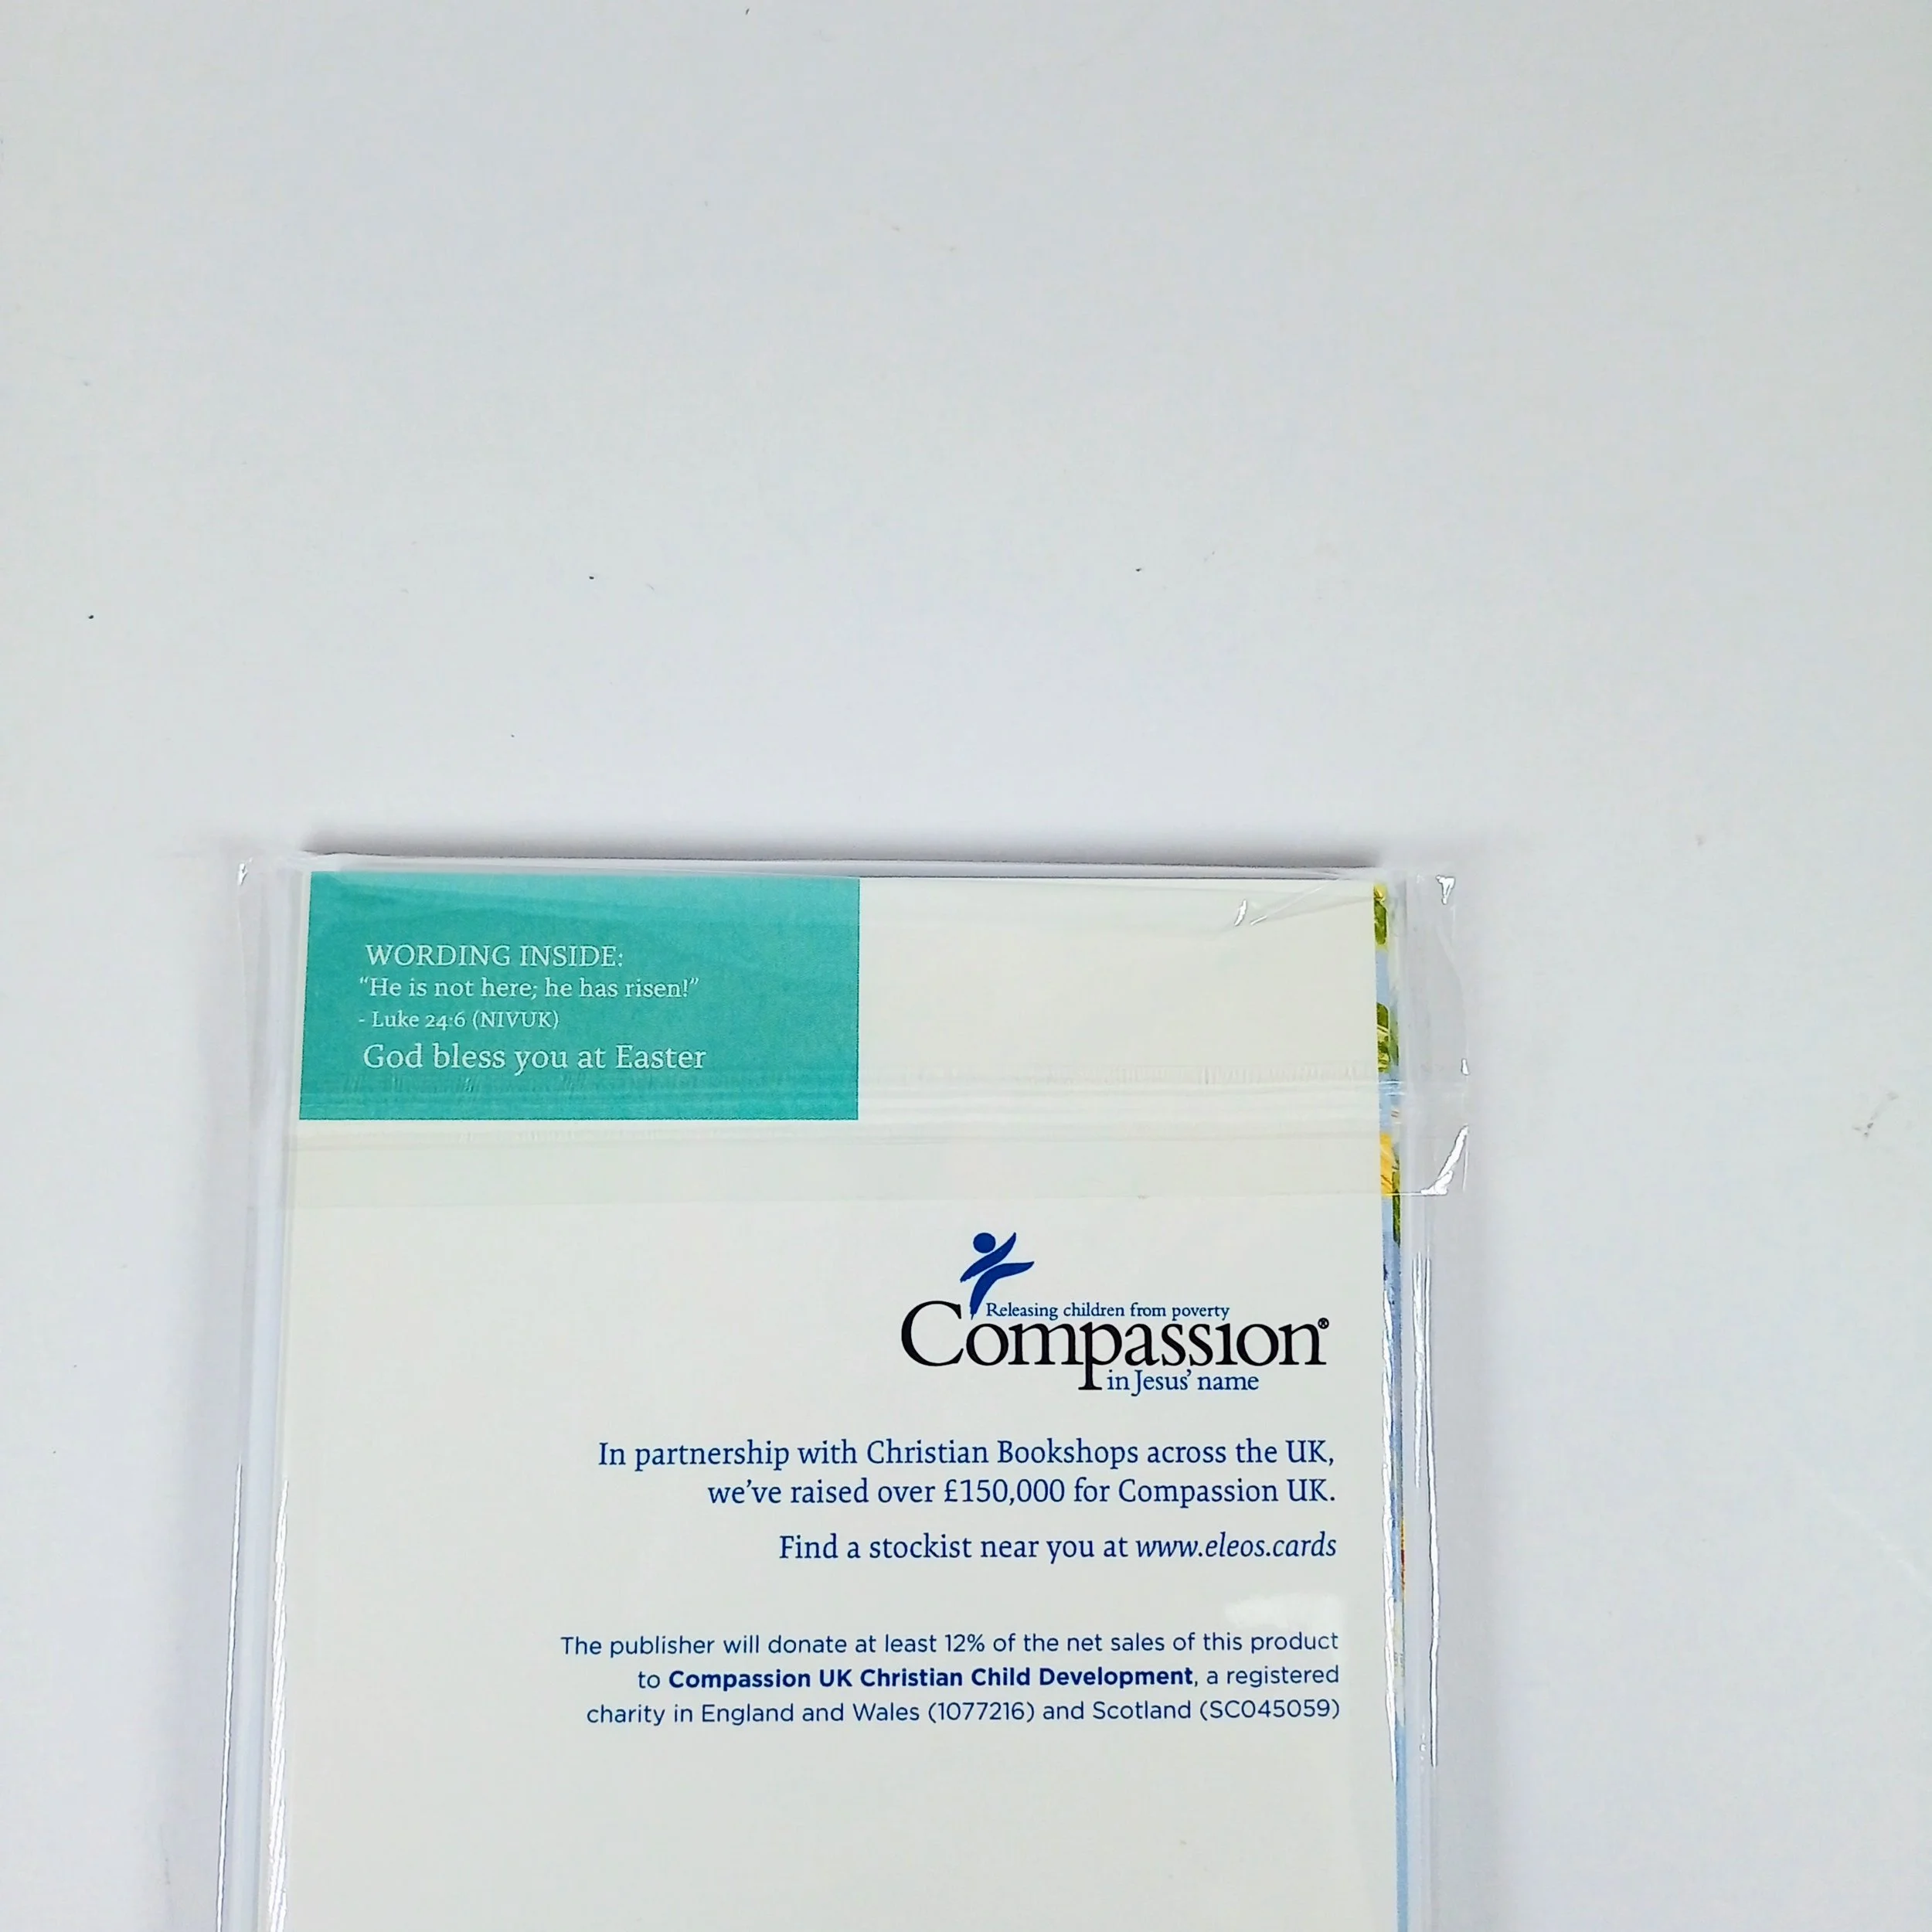 WORDING INSIDE:
“He is not here; he has risen!”
- Luke 24:6 (NIVUK)
God bless you at Easter
Releasing children from poverty
Compassion®
in Jesus’ name
In partnership with Christian Bookshops across the UK,
we’ve raised over £150,000 for Compassion UK.
Find a stockist near you at www.eleos.cards
The publisher will donate at least 12% of the net sales of this product
to Compassion UK Christian Child Development, a registered
charity in England and Wales (1077216) and Scotland (SC045059)